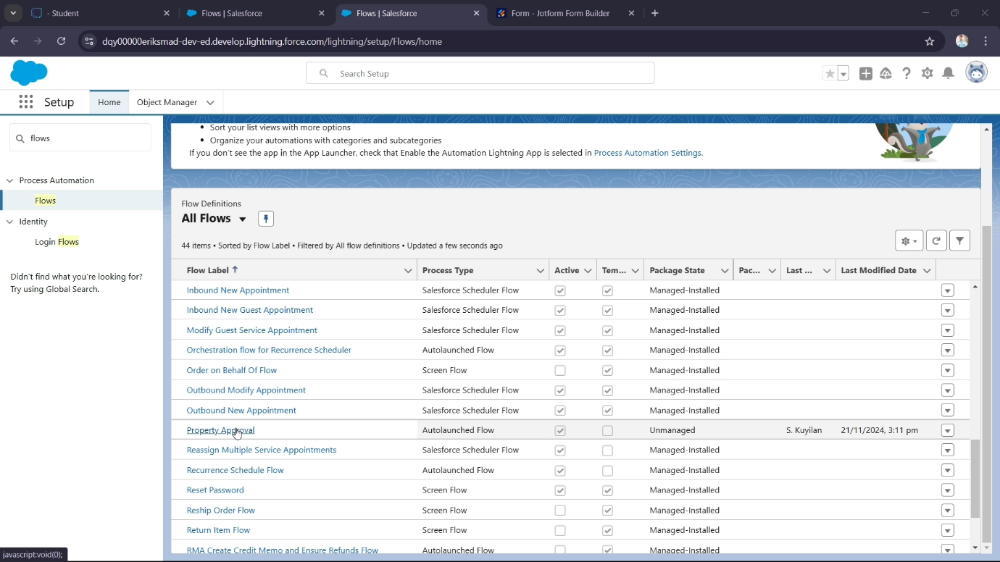 - Student
Flows | Salesforce
Flows | Salesforce
Form - Jotform Form Builder
dqy00000eriksmad-dev-ed.develop.lightning.force.com/lightning/setup/Flows/home
Search Setup
Setup
Home
Object Manager
flows
Process Automation
Flows
Identity
Login Flows
Didn't find what you're looking for?
Try using Global Search.
• Sort your list views with more options
• Organize your automations with categories and subcategories
If you don't see the app in the App Launcher, check that Enable the Automation Lightning App is selected in Process Automation Settings.
Flow Definitions
All Flows
44 items • Sorted by Flow Label • Filtered by All flow definitions • Updated a few seconds ago
Flow Label ↑ Process Type Active Tem... Package State Pac... Last ... Last Modified Date
Inbound New Appointment Salesforce Scheduler Flow Managed-Installed
Inbound New Guest Appointment Salesforce Scheduler Flow Managed-Installed
Modify Guest Service Appointment Salesforce Scheduler Flow Managed-Installed
Orchestration flow for Recurrence Scheduler Autolaunched Flow Managed-Installed
Order on Behalf Of Flow Screen Flow Managed-Installed
Outbound Modify Appointment Salesforce Scheduler Flow Managed-Installed
Outbound New Appointment Salesforce Scheduler Flow Managed-Installed
Property Approval Autolaunched Flow Unmanaged S. Kuyilan 21/11/2024, 3:11 pm
Reassign Multiple Service Appointments Salesforce Scheduler Flow Managed-Installed
Recurrence Schedule Flow Autolaunched Flow Managed-Installed
Reset Password Screen Flow Managed-Installed
Reship Order Flow Screen Flow Managed-Installed
Return Item Flow Screen Flow Managed-Installed
RMA Create Credit Memo and Ensure Refunds Flow Autolaunched Flow Managed-Installed
javascript:void(0);